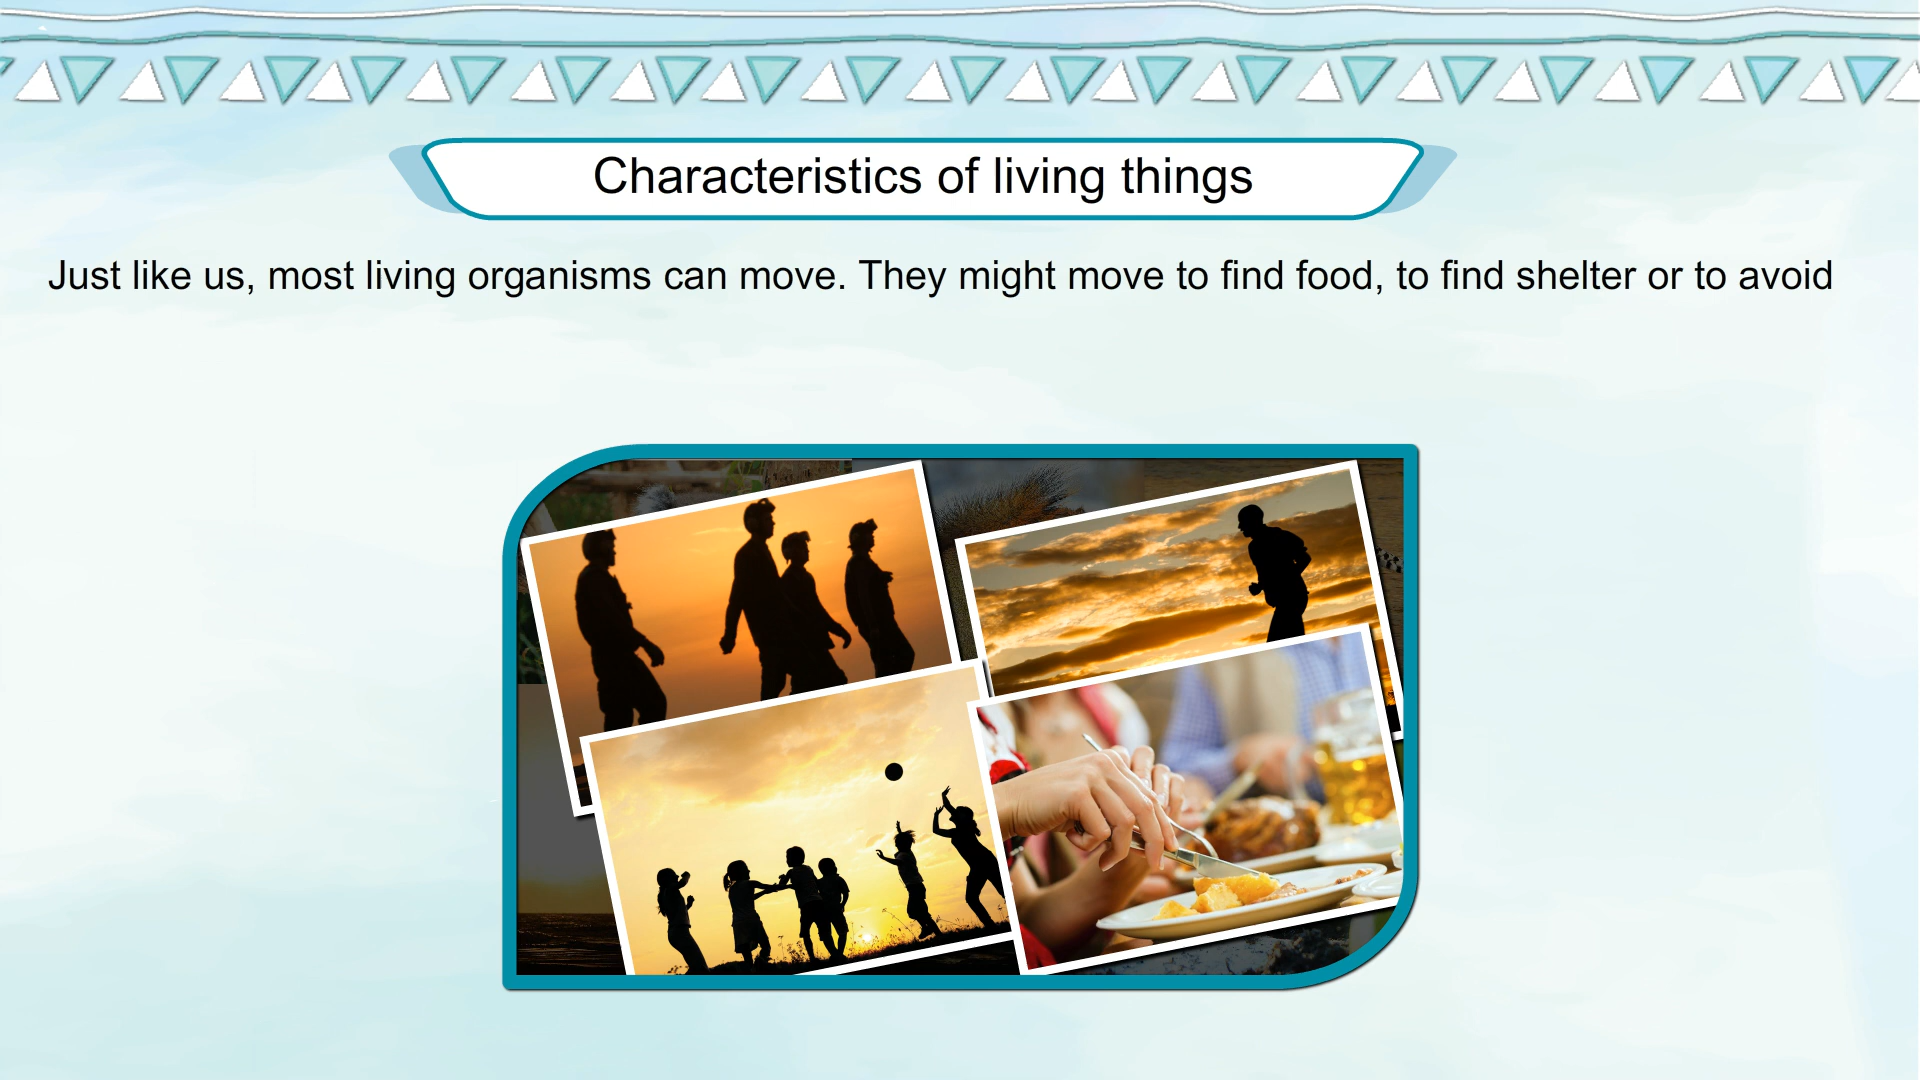 Characteristics of living things
Just like us, most living organisms can move. They might move to find food, to find shelter or to avoid